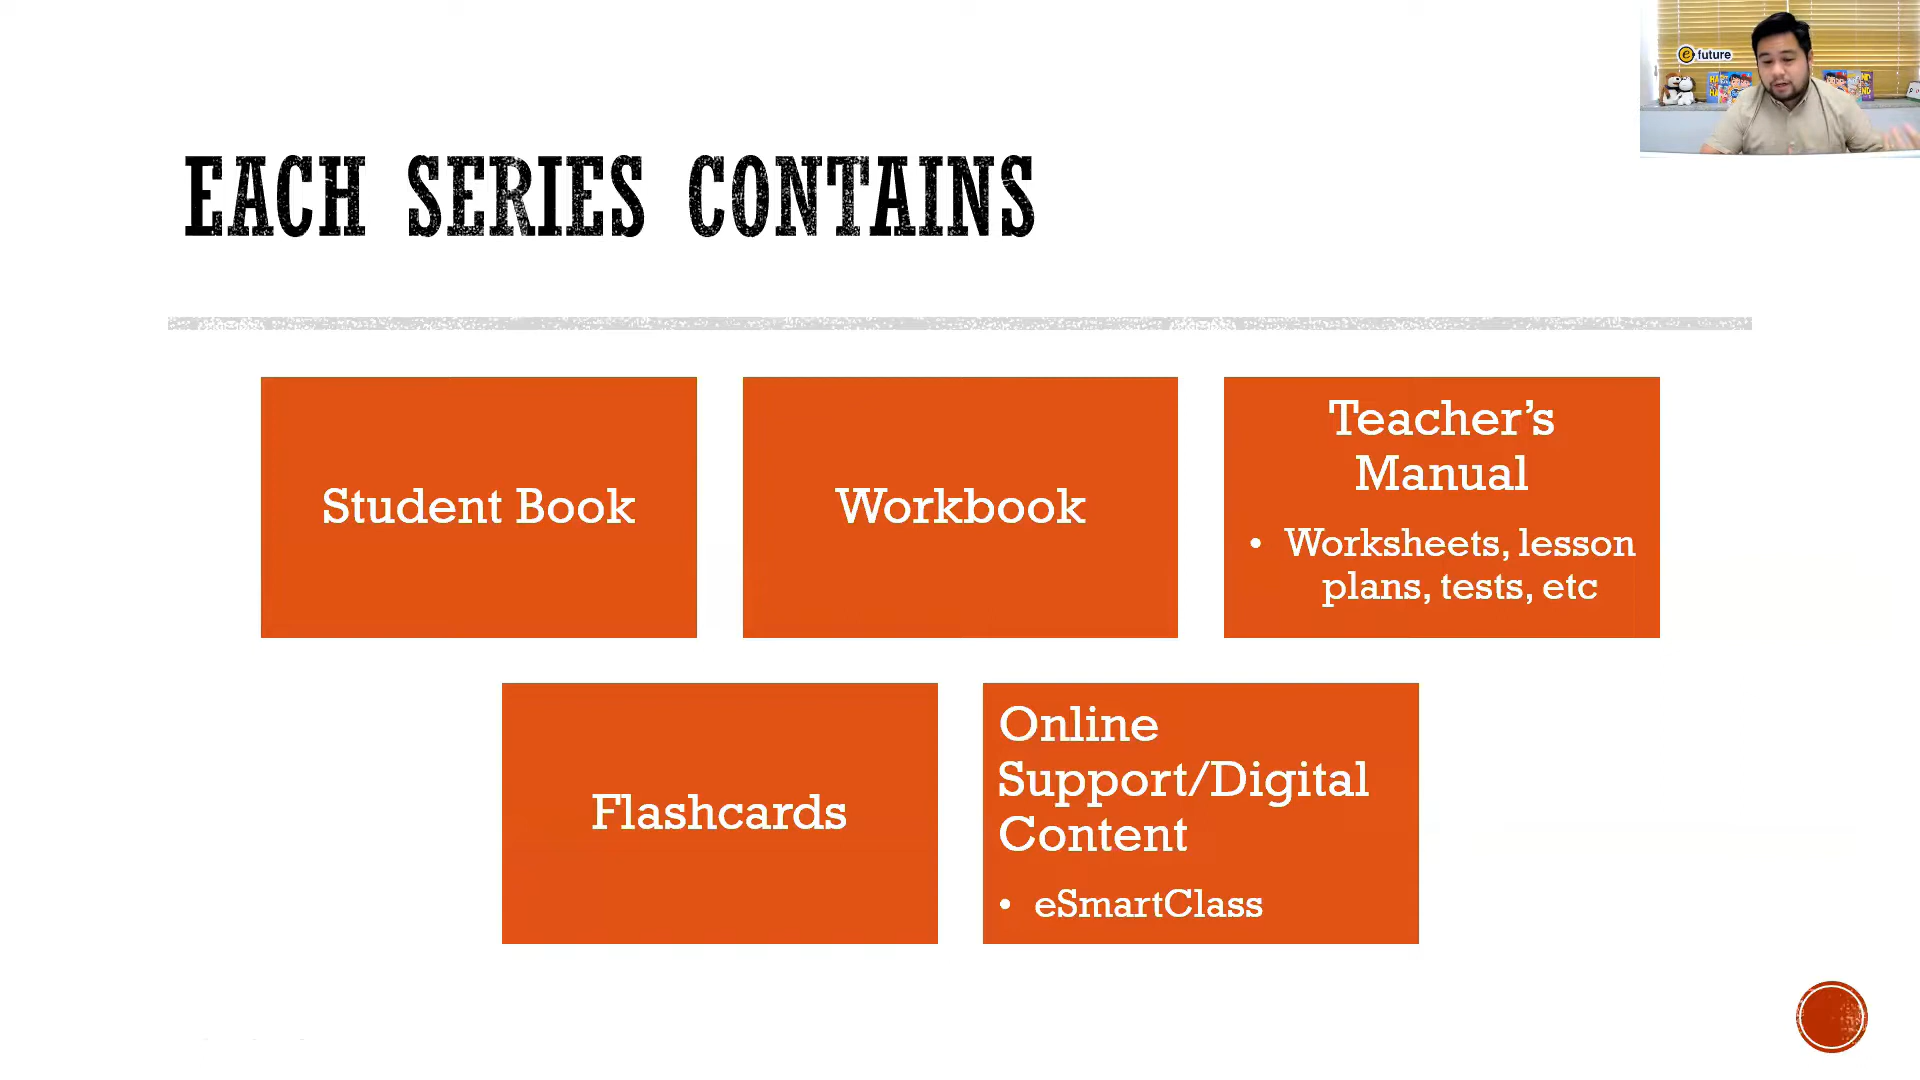 e future
EACH SERIES CONTAINS
Student Book
Workbook
Teacher’s
Manual
• Worksheets, lesson
plans, tests, etc
Flashcards
Online
Support/Digital
Content
• eSmartClass